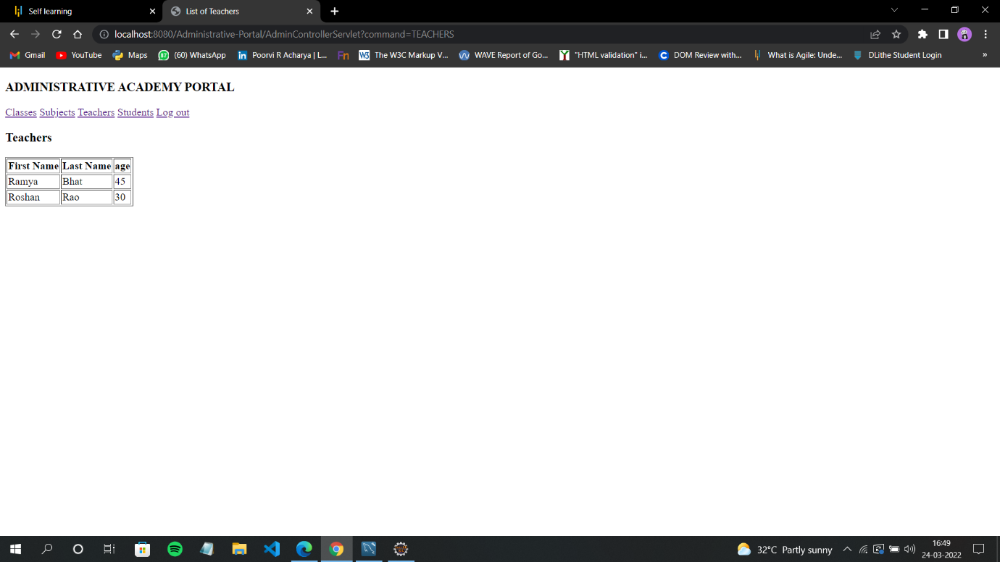 Self learning
List of Teachers
localhost:8080/Administrative-Portal/AdminControllerServlet?command=TEACHERS
Gmail YouTube Maps (60) WhatsApp Poorvi R Acharya | L... Fn The W3C Markup V... WAVE Report of Go... "HTML validation" i... DOM Review with... What is Agile: Unde... DLithe Student Login »
ADMINISTRATIVE ACADEMY PORTAL
Classes Subjects Teachers Students Log out
Teachers
First Name Last Name age
Ramya Bhat 45
Roshan Rao 30
32°C Partly sunny
16:49
24-03-2022